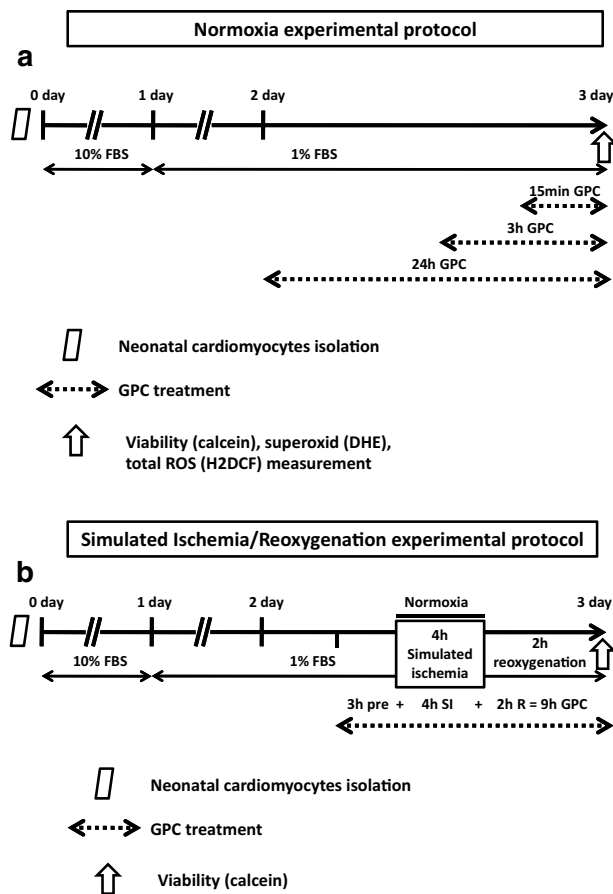 Normoxia experimental protocol
a
0 day 1 day 2 day 3 day
10% FBS 1% FBS
15min GPC
3h GPC
24h GPC
Neonatal cardiomyocytes isolation
GPC treatment
Viability (calcein), superoxid (DHE),
total ROS (H2DCF) measurement
Simulated Ischemia/Reoxygenation experimental protocol
b
0 day 1 day 2 day Normoxia 3 day
10% FBS 1% FBS
4h
Simulated
ischemia
2h
reoxygenation
3h pre + 4h SI + 2h R = 9h GPC
Neonatal cardiomyocytes isolation
GPC treatment
Viability (calcein)